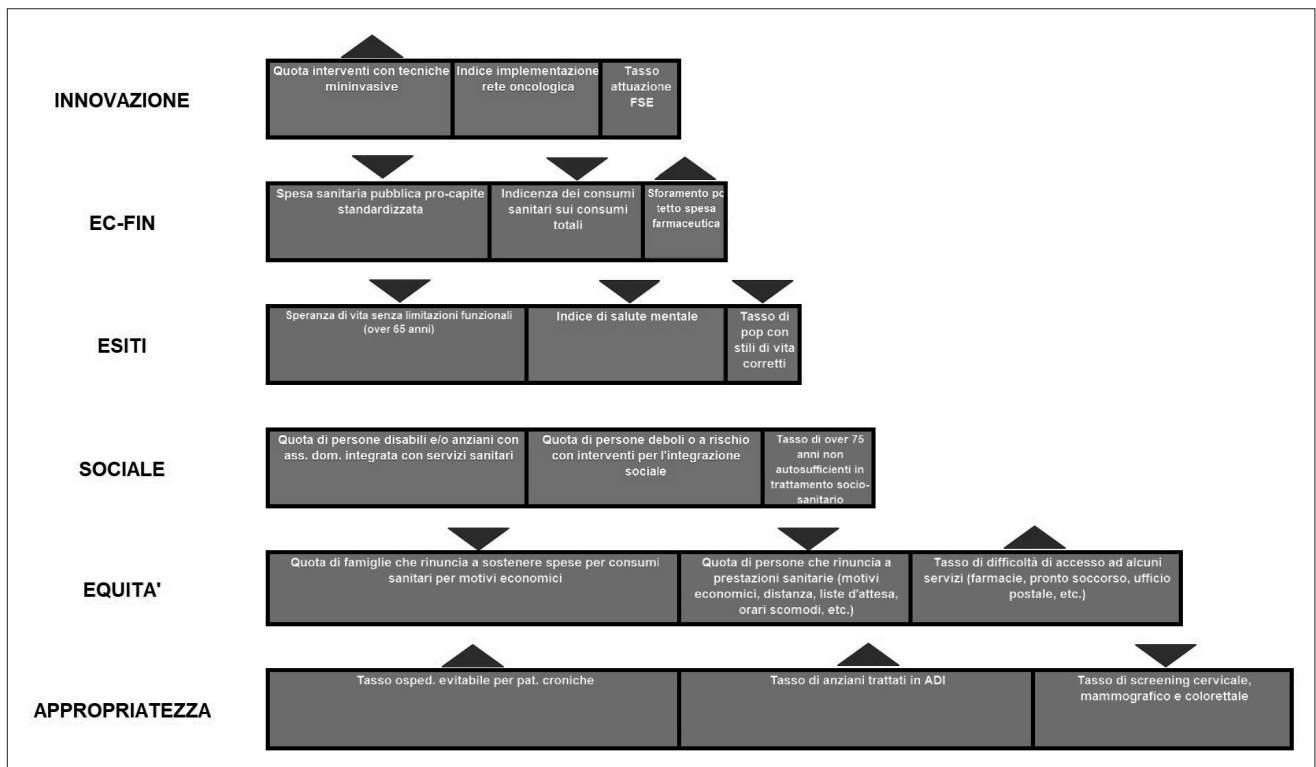 INNOVAZIONE
Quota interventi con tecniche
mininvasive
Indice implementazione
rete oncologica
Tasso
attuazione
FSE
EC-FIN
Spesa sanitaria pubblica pro-capite
standardizzata
Indicenza dei consumi
sanitari sui consumi
totali
Sforamento pc
tetto spesa
farmaceutica
ESITI
Speranza di vita senza limitazioni funzionali
(over 65 anni)
Indice di salute mentale
Tasso di
pop con
stili di vita
corretti
SOCIALE
Quota di persone disabili e/o anziani con
ass. dom. integrata con servizi sanitari
Quota di persone deboli o a rischio
con interventi per l'integrazione
sociale
Tasso di over 75
anni non
autosufficienti in
trattamento socio-
sanitario
EQUITA'
Quota di famiglie che rinuncia a sostenere spese per consumi
sanitari per motivi economici
Quota di persone che rinuncia a
prestazioni sanitarie (motivi
economici, distanza, liste d'attesa,
orari scomodi, etc.)
Tasso di difficoltà di accesso ad alcuni
servizi (farmacie, pronto soccorso, ufficio
postale, etc.)
APPROPRIATEZZA
Tasso osped. evitabile per pat. croniche
Tasso di anziani trattati in ADI
Tasso di screening cervicale,
mammografico e colorettale